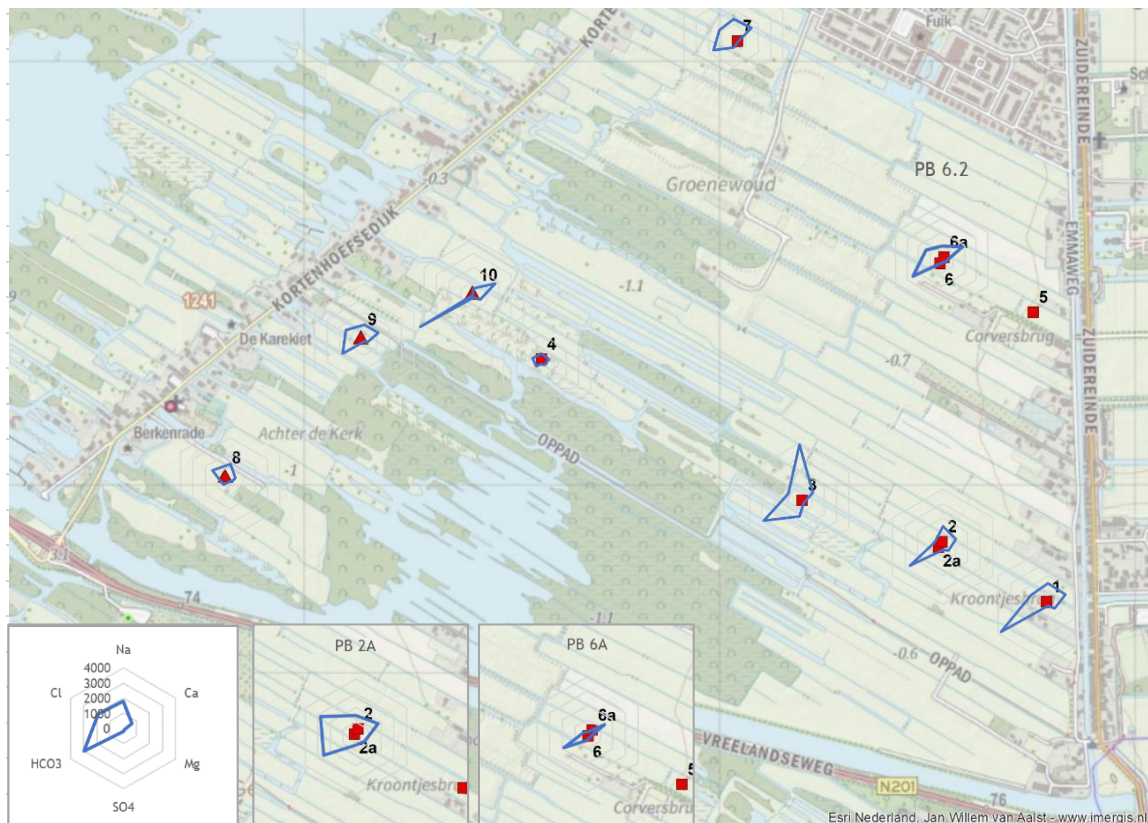 Fuik
7
-1
KORTENHOEFSEDIJK
ZUIDEREINDE
-0.3
Groenewoud
PB 6.2
EMMAWEG
6a
6
10
-1.1
5
1241
9
De Karekiet
4
Corversbrug
-0.7
ZUIDEREINDE
Berkenrade
Achter de Kerk
OPPAD
8
-1
3
2
2a
3.1
74
1
Kroontjesbrug
-1.1
-0.6
OPPAD
Na
4000
3000
2000
1000
0
Cl
Ca
HCO3
Mg
SO4
PB 2A
2
2a
Kroontjesbru
PB 6A
6a
6
5
Corversbru
VREELANDSEWEG
N201
76
Esri Nederland, Jan Willem van Aalst - www.imergis.nl